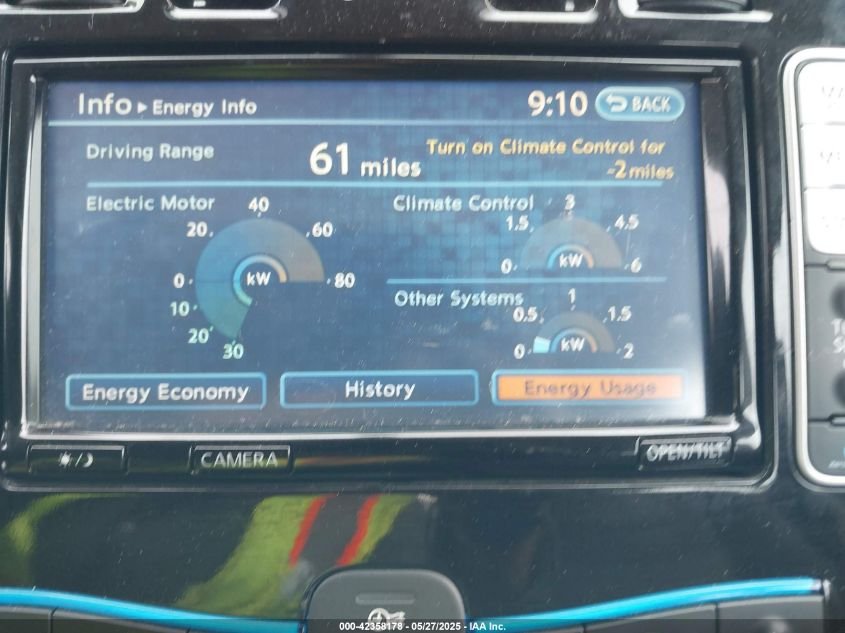 Info ▸ Energy Info
9:10
BACK
Driving Range
61 miles
Turn on Climate Control for
-2 miles
Electric Motor
40
20
60
0
kW
80
10
20
30
Climate Control
3
1.5
4.5
0
kW
6
Other Systems
1
0.5
1.5
0
kW
2
Energy Economy
History
Energy Usage
CAMERA
OPEN/TILT
000-42358178 - 05/27/2025 - IAA Inc.